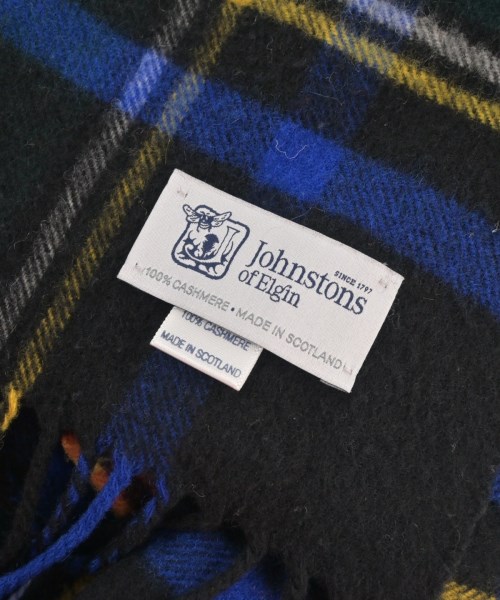 Johnstons
of Elgin
SINCE 1797
100% CASHMERE • MADE IN SCOTLAND
100% CASHMERE
MADE IN SCOTLAND